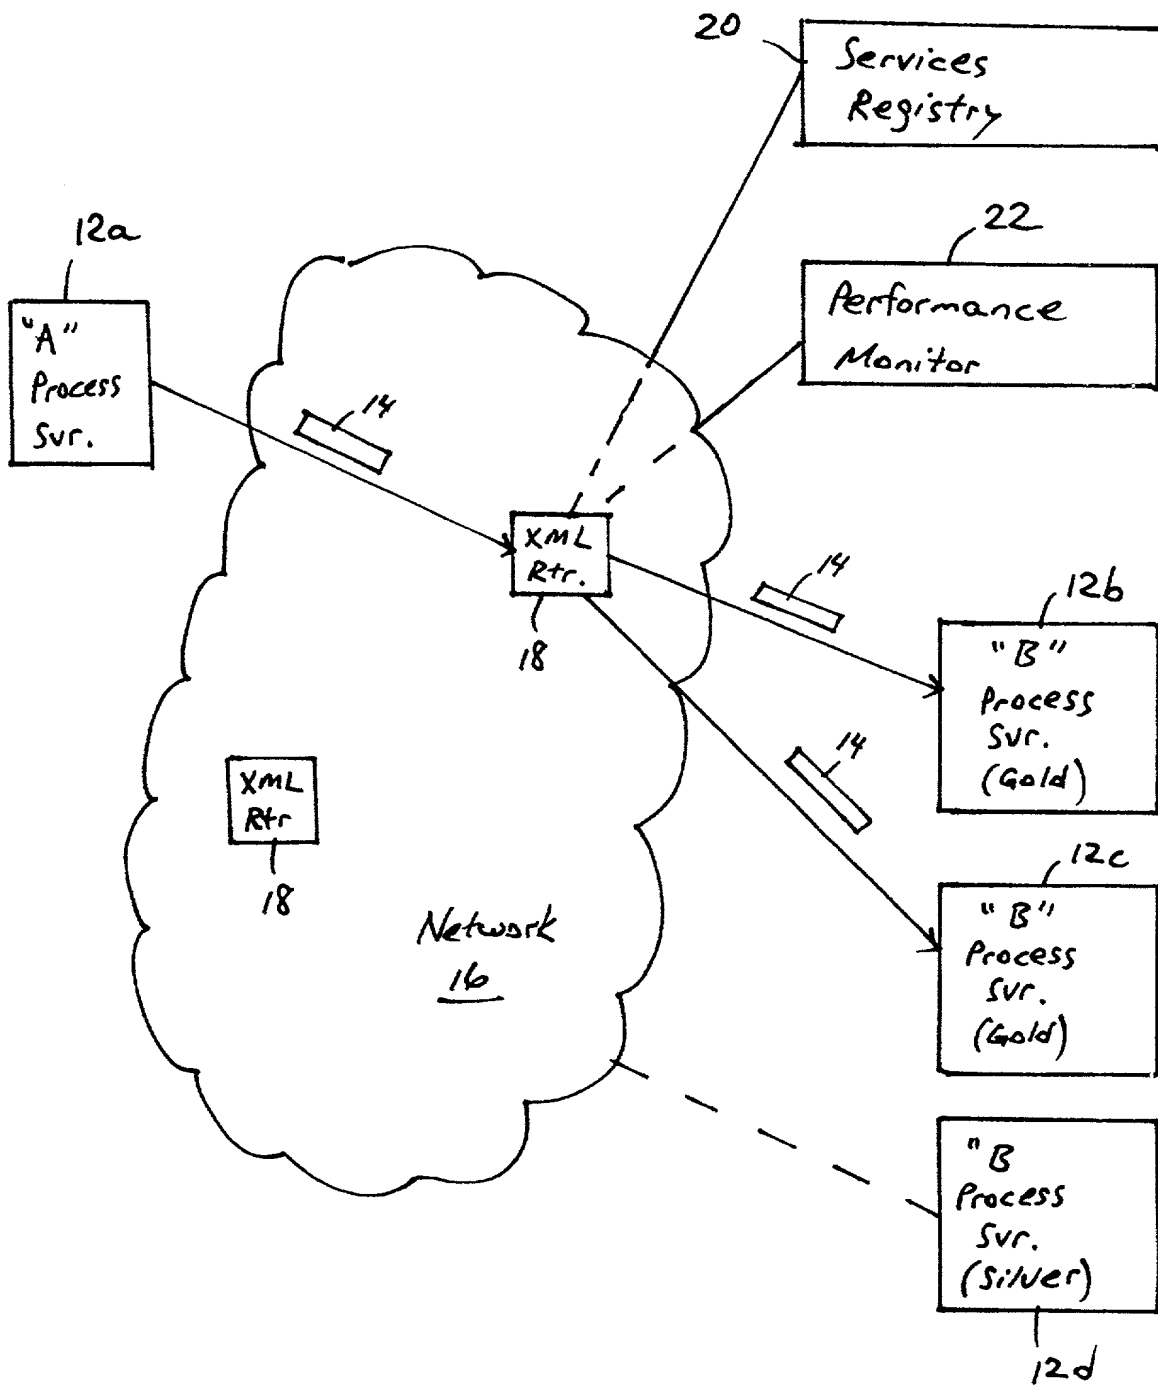 20
Services
Registry
22
Performance
Monitor
12a
"A"
Process
Svr.
14
XML
Rtr.
18
14
12b
"B"
Process
Svr.
(Gold)
14
XML
Rtr
18
12c
"B"
Process
Svr.
(Gold)
Network
16
"B
Process
Svr.
(Silver)
12d